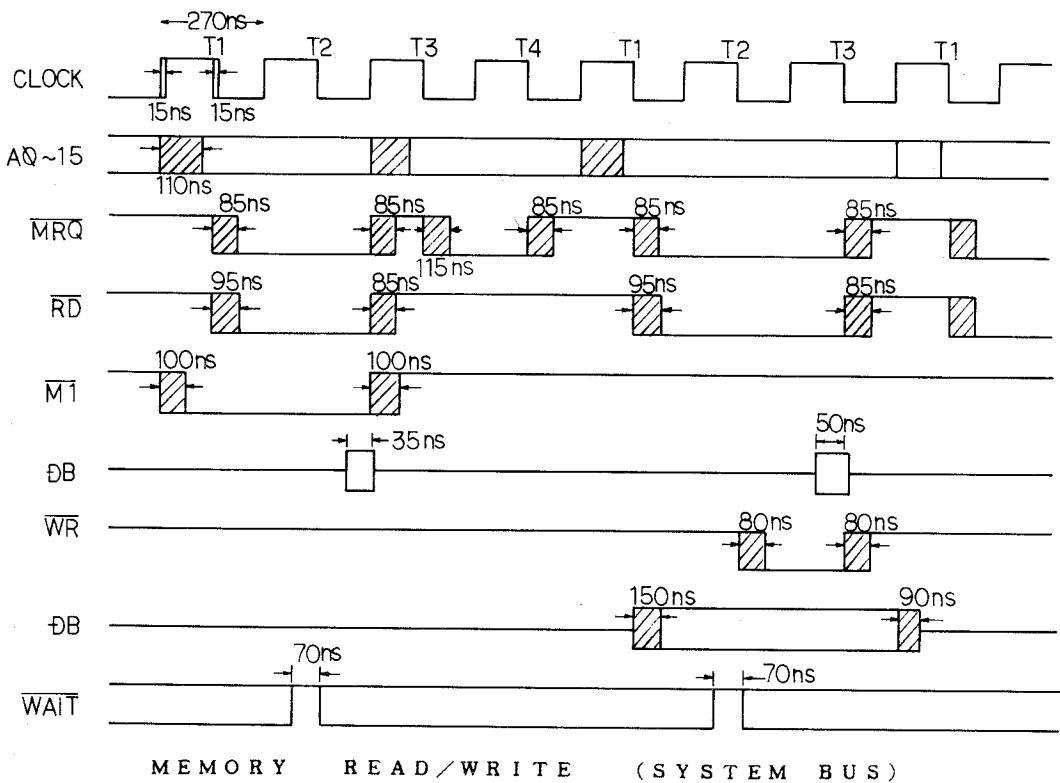 270ns
T1 T2 T3 T4 T1 T2 T3 T1
CLOCK
15ns 15ns
A0~15
110ns
85ns 85ns 85ns 85ns 85ns
MRQ
115ns
95ns 85ns 95ns 85ns
RD
100ns 100ns
M1
35ns 50ns
DB
80ns 80ns
WR
150ns 90ns
DB
70ns 70ns
WAIT
MEMORY READ/WRITE (SYSTEM BUS)